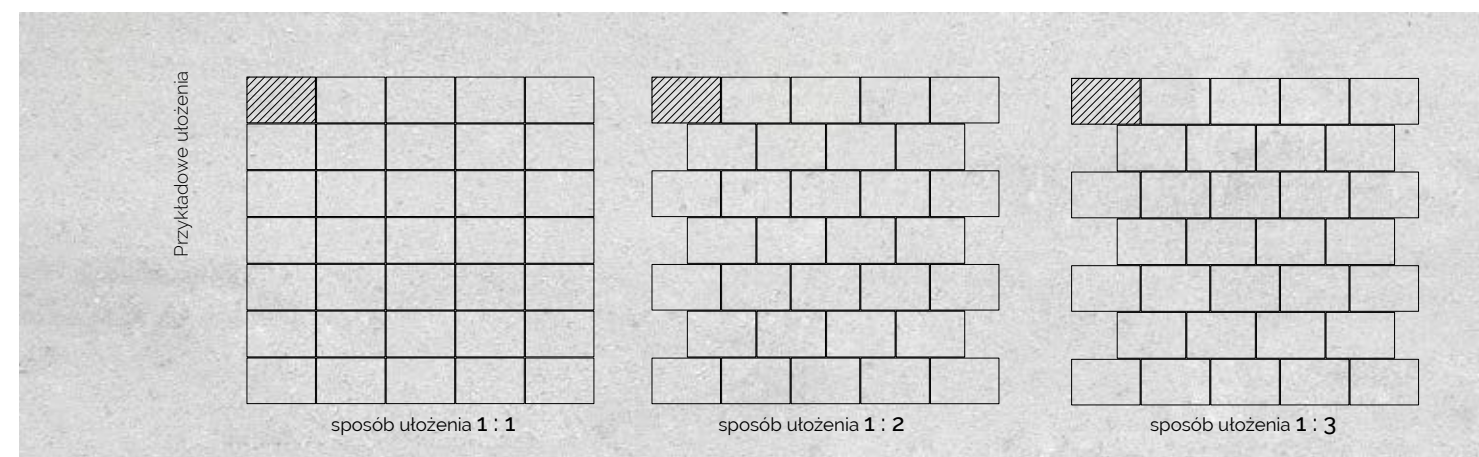 Przykładowe ułożenia
sposób ułożenia 1 : 1
sposób ułożenia 1 : 2
sposób ułożenia 1 : 3